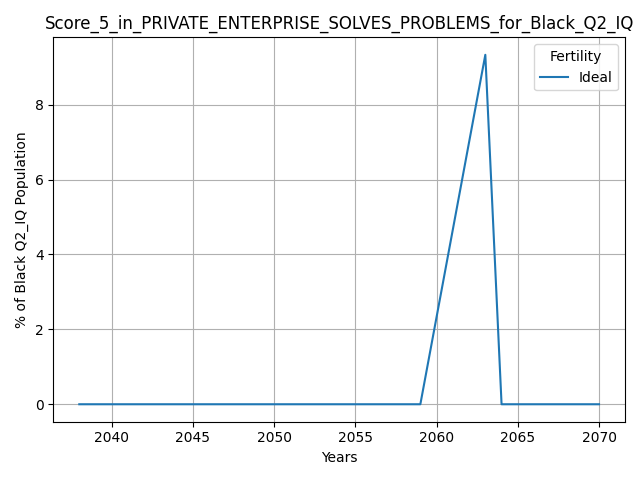 Score_5_in_PRIVATE_ENTERPRISE_SOLVES_PROBLEMS_for_Black_Q2_IQ
Fertility
Ideal
% of Black Q2_IQ Population
8
6
4
2
0
2040 2045 2050 2055 2060 2065 2070
Years